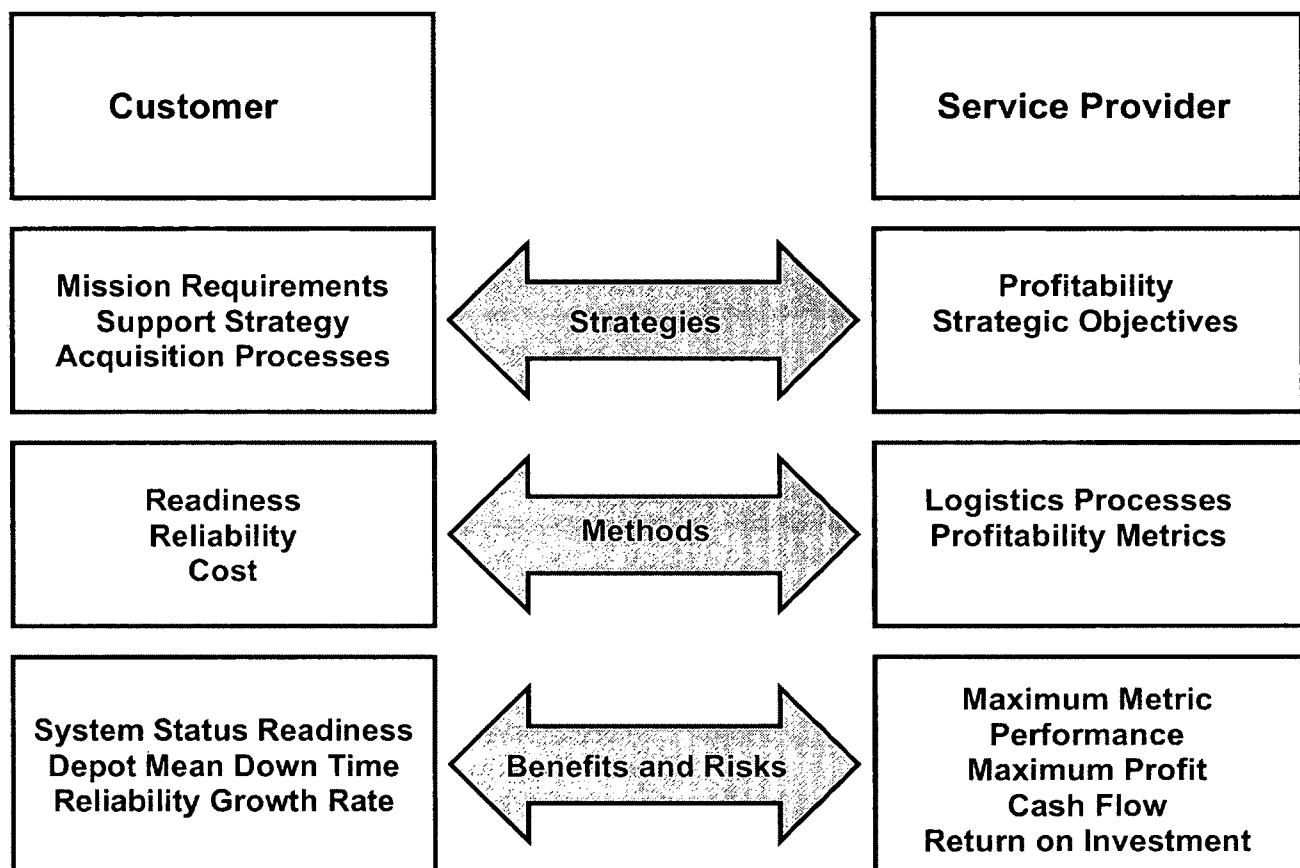 Customer
Service Provider
Mission Requirements
Support Strategy
Acquisition Processes
Strategies
Profitability
Strategic Objectives
Readiness
Reliability
Cost
Methods
Logistics Processes
Profitability Metrics
System Status Readiness
Depot Mean Down Time
Reliability Growth Rate
Benefits and Risks
Maximum Metric
Performance
Maximum Profit
Cash Flow
Return on Investment